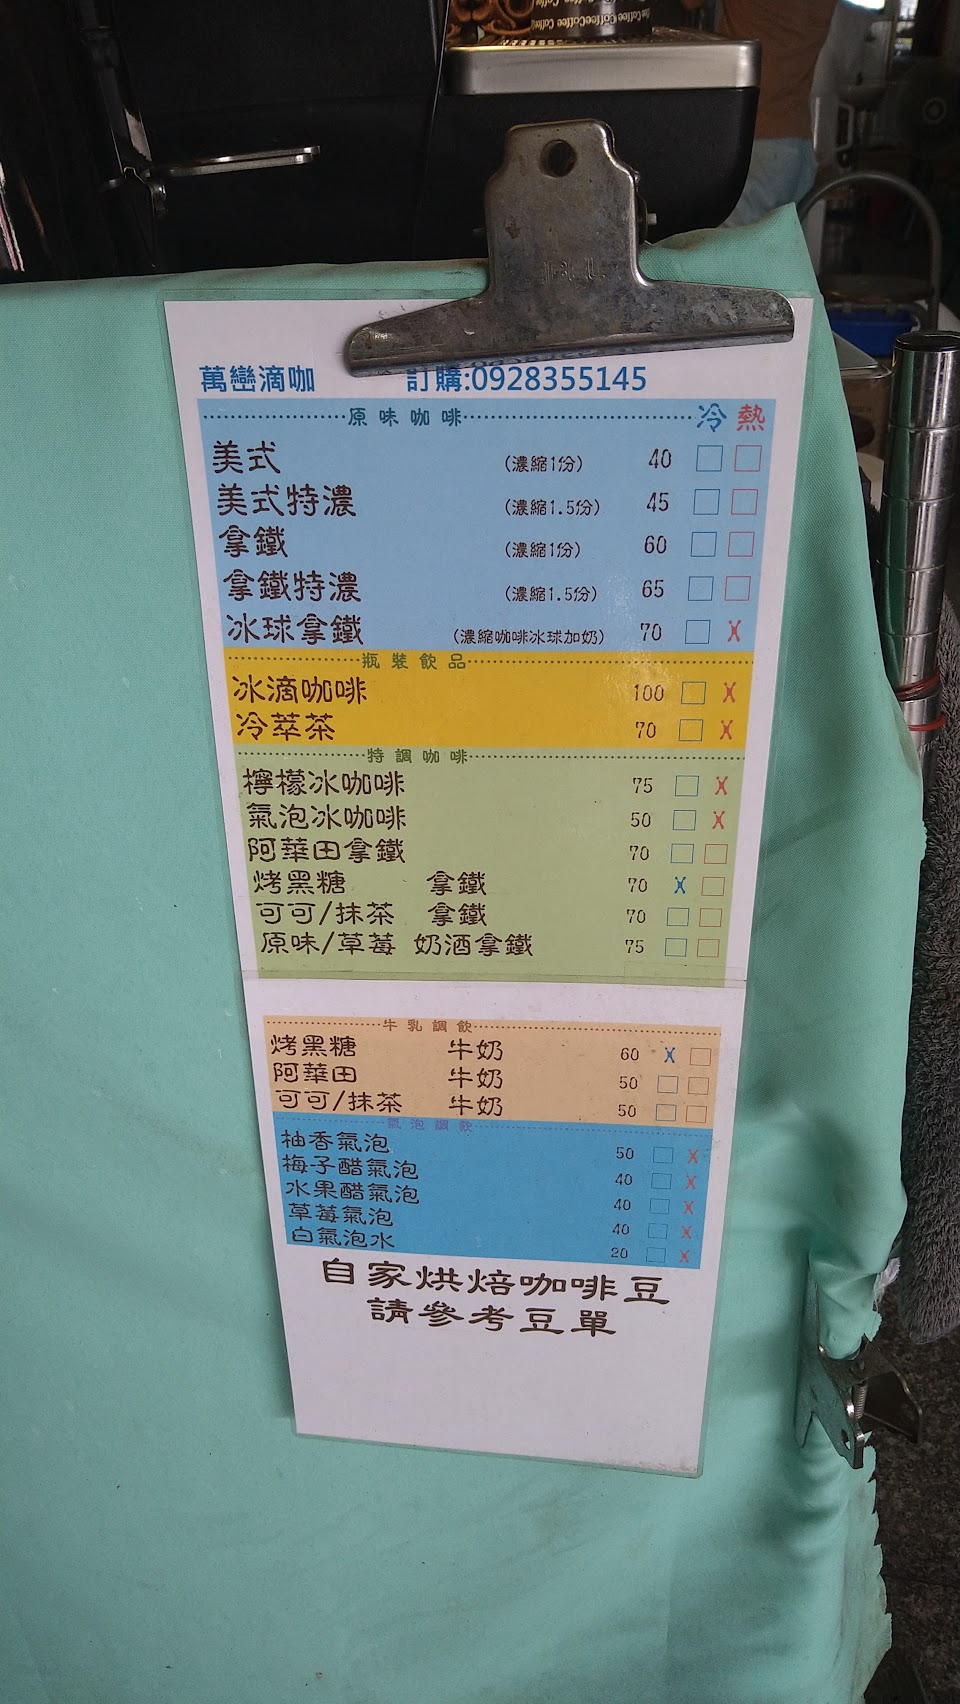 萬巒滴咖 訂購:0928355145
原味咖啡 冷 熱
美式 (濃縮1份) 40 □ □
美式特濃 (濃縮1.5份) 45 □ □
拿鐵 (濃縮1份) 60 □ □
拿鐵特濃 (濃縮1.5份) 65 □ □
冰球拿鐵 (濃縮咖啡冰球加奶) 70 □ X
瓶裝飲品
冰滴咖啡 100 □ X
冷萃茶 70 □ X
特調咖啡
檸檬冰咖啡 75 □ X
氣泡冰咖啡 50 □ X
阿華田拿鐵 70 □ □
烤黑糖 拿鐵 70 X □
可可/抹茶 拿鐵 70 □ □
原味/草莓 奶酒拿鐵 75 □ □
牛乳調飲
烤黑糖 牛奶 60 X □
阿華田 牛奶 50 □ □
可可/抹茶 牛奶 50 □ □
氣泡調飲
柚香氣泡 50 □ X
梅子醋氣泡 40 □ X
水果醋氣泡 40 □ X
草莓氣泡 40 □ X
白氣泡水 20 □ X
自家烘焙咖啡豆
請參考豆單